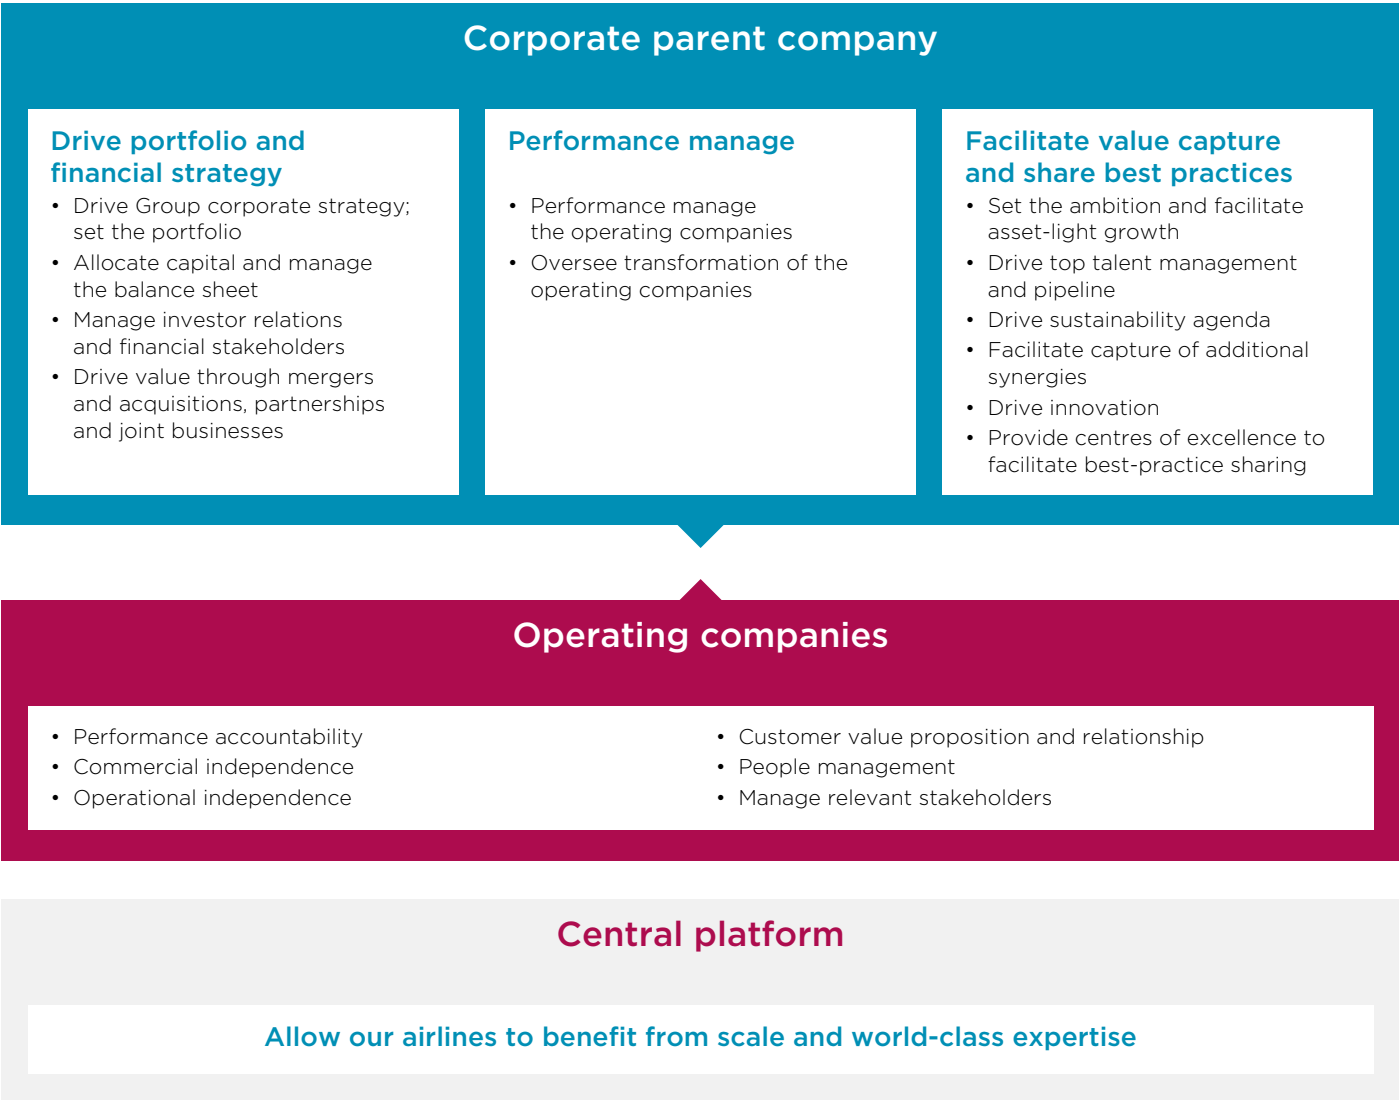 Corporate parent company
Drive portfolio and
financial strategy
• Drive Group corporate strategy;
set the portfolio
• Allocate capital and manage
the balance sheet
• Manage investor relations
and financial stakeholders
• Drive value through mergers
and acquisitions, partnerships
and joint businesses
Performance manage
• Performance manage
the operating companies
• Oversee transformation of the
operating companies
Facilitate value capture
and share best practices
• Set the ambition and facilitate
asset-light growth
• Drive top talent management
and pipeline
• Drive sustainability agenda
• Facilitate capture of additional
synergies
• Drive innovation
• Provide centres of excellence to
facilitate best-practice sharing
Operating companies
• Performance accountability
• Commercial independence
• Operational independence
• Customer value proposition and relationship
• People management
• Manage relevant stakeholders
Central platform
Allow our airlines to benefit from scale and world-class expertise